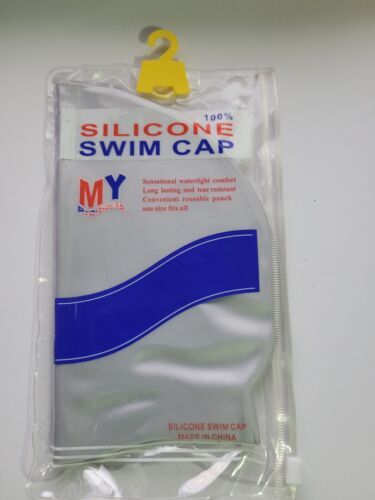 100%
SILICONE
SWIM CAP
MY
Sensational watertight comfort
Long lasting and tear resistant
Convenient reusable pouch
one size fits all
SILICONE SWIM CAP
MADE IN CHINA